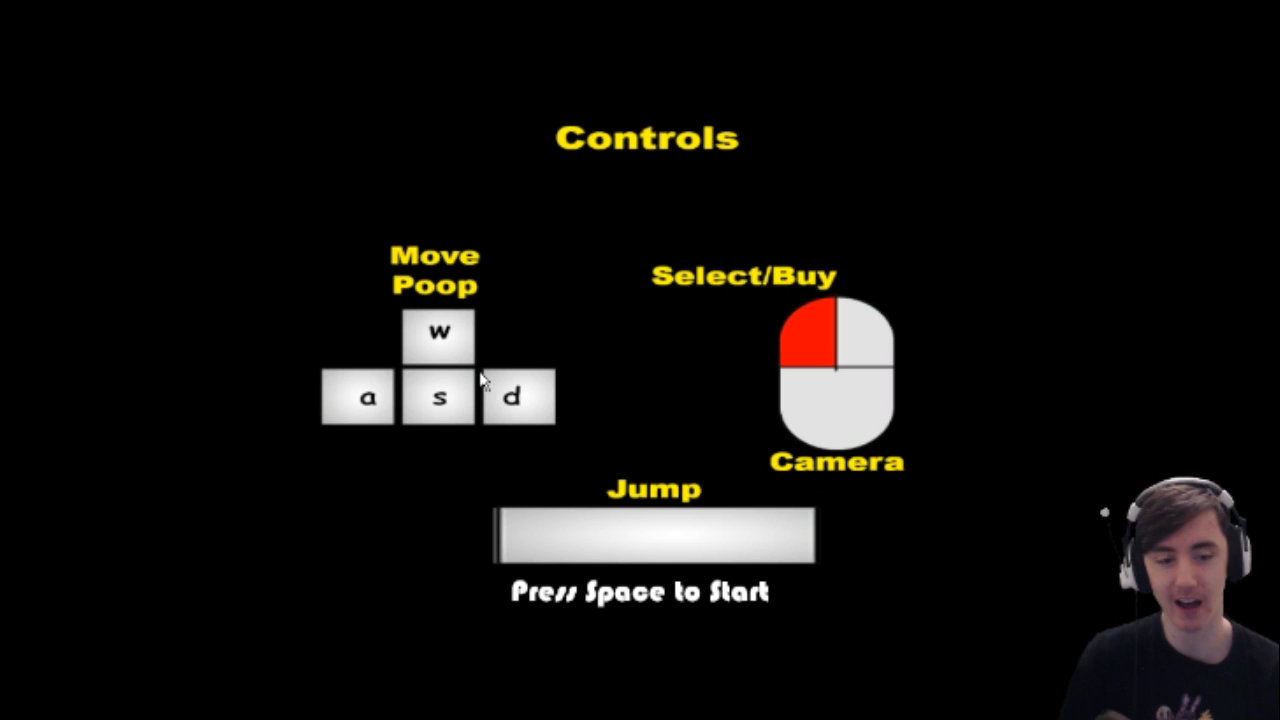 Controls
Move
Poop
Select/Buy
w
a s d
Camera
Jump
Press Space to Start